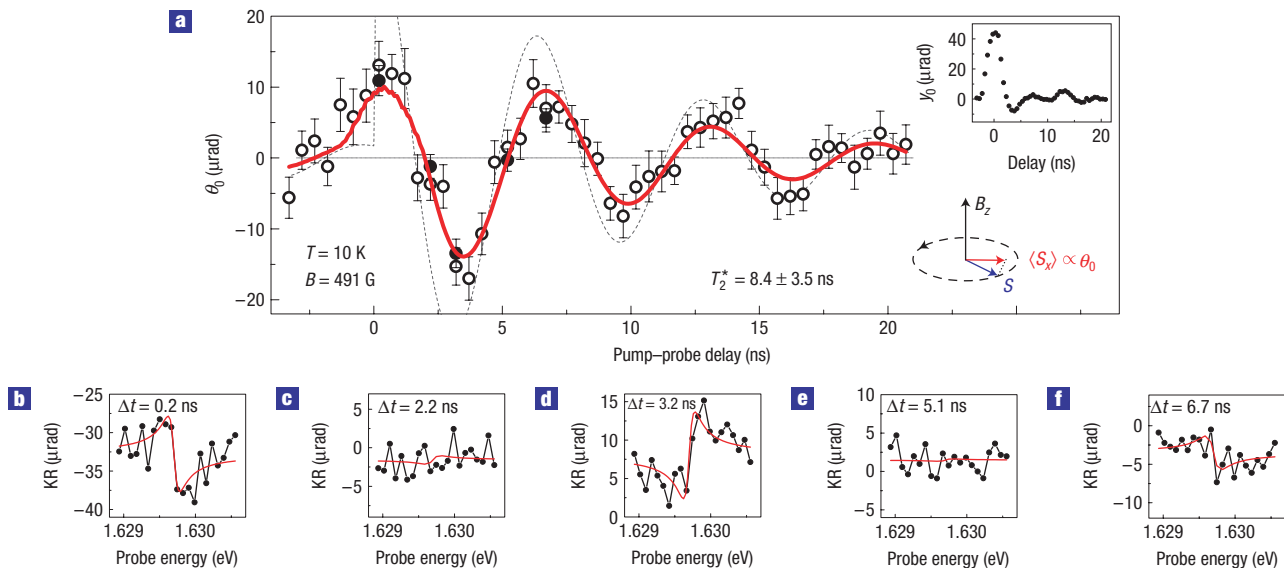 a
20
10
0
−10
−20
θ0 (μrad)
T = 10 K
B = 491 G
T2* = 8.4 ± 3.5 ns
0
5
10
15
20
Pump–probe delay (ns)
40
20
0
y0 (μrad)
0
10
20
Delay (ns)
Bz
⟨Sx⟩ ∝ θ0
S
b
−25
−30
−35
−40
KR (μrad)
Δt = 0.2 ns
1.629
1.630
Probe energy (eV)
c
5
0
−5
KR (μrad)
Δt = 2.2 ns
1.629
1.630
Probe energy (eV)
d
15
10
5
0
KR (μrad)
Δt = 3.2 ns
1.629
1.630
Probe energy (eV)
e
10
5
0
−5
KR (μrad)
Δt = 5.1 ns
1.629
1.630
Probe energy (eV)
f
0
−5
−10
KR (μrad)
Δt = 6.7 ns
1.629
1.630
Probe energy (eV)